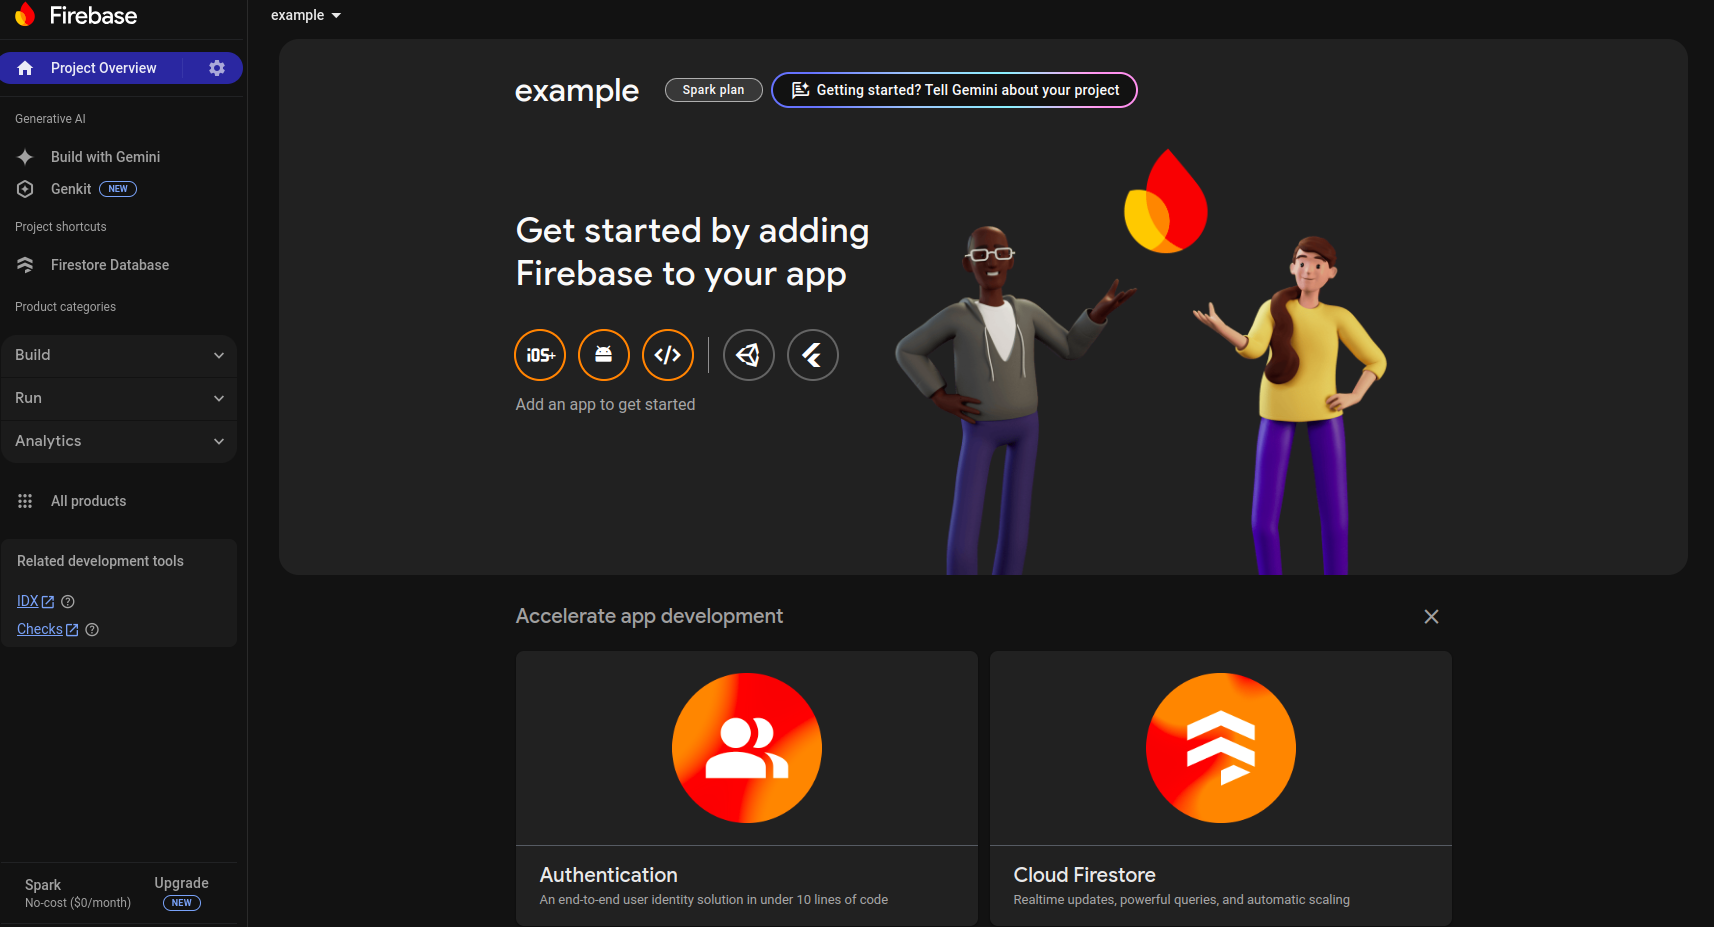 Firebase
Project Overview
Generative AI
Build with Gemini
Genkit NEW
Project shortcuts
Firestore Database
Product categories
Build
Run
Analytics
All products
Related development tools
IDX
Checks
Spark
No-cost ($0/month)
Upgrade
NEW
example
example
Spark plan
Getting started? Tell Gemini about your project
Get started by adding
Firebase to your app
iOS+
Add an app to get started
Accelerate app development
Authentication
An end-to-end user identity solution in under 10 lines of code
Cloud Firestore
Realtime updates, powerful queries, and automatic scaling